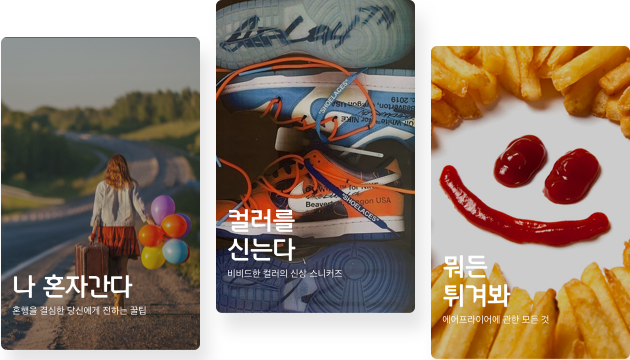 나 혼자간다
혼행을 결심한 당신에게 전하는 꿀팁
"SHOELACES"
"SHOELACES"
컬러를
신는다
비비드한 컬러의 신상 스니커즈
뭐든
튀겨봐
에어프라이어에 관한 모든 것